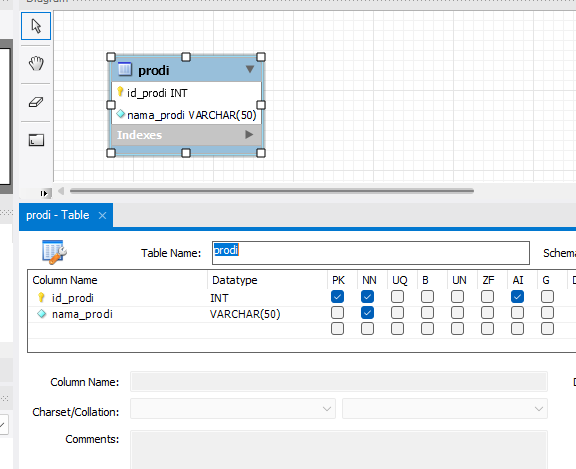 Diagram
prodi
id_prodi INT
nama_prodi VARCHAR(50)
Indexes
prodi - Table
Table Name: prodi Schema
Column Name Datatype PK NN UQ B UN ZF AI G D
id_prodi INT
nama_prodi VARCHAR(50)
Column Name: D
Charset/Collation:
Comments: